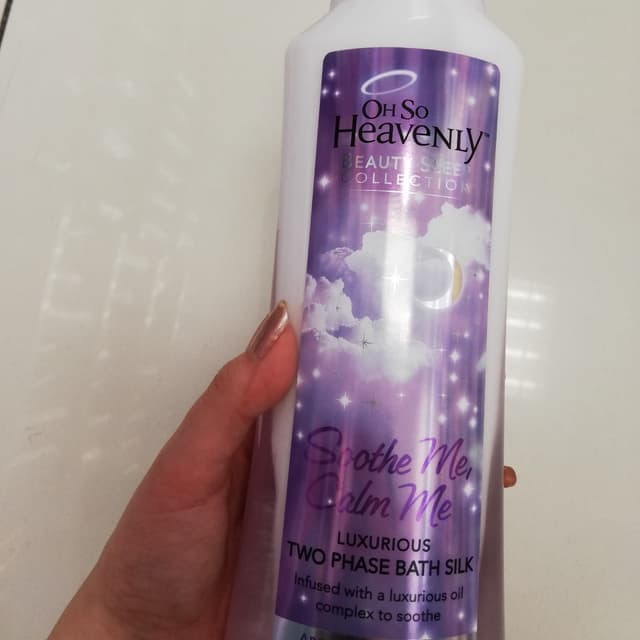 Oh So
Heavenly™
BEAUTY SLEEP
COLLECTION
Soothe Me,
Calm Me
LUXURIOUS
TWO PHASE BATH SILK
Infused with a luxurious oil
complex to soothe